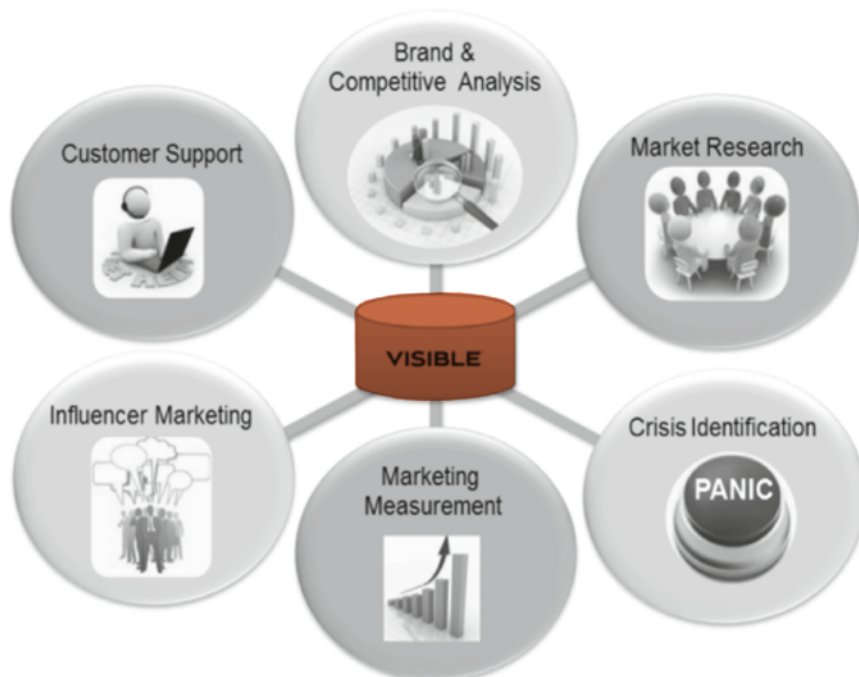 Brand &
Competitive Analysis
Customer Support
Market Research
VISIBLE
Influencer Marketing
Marketing
Measurement
Crisis Identification
PANIC